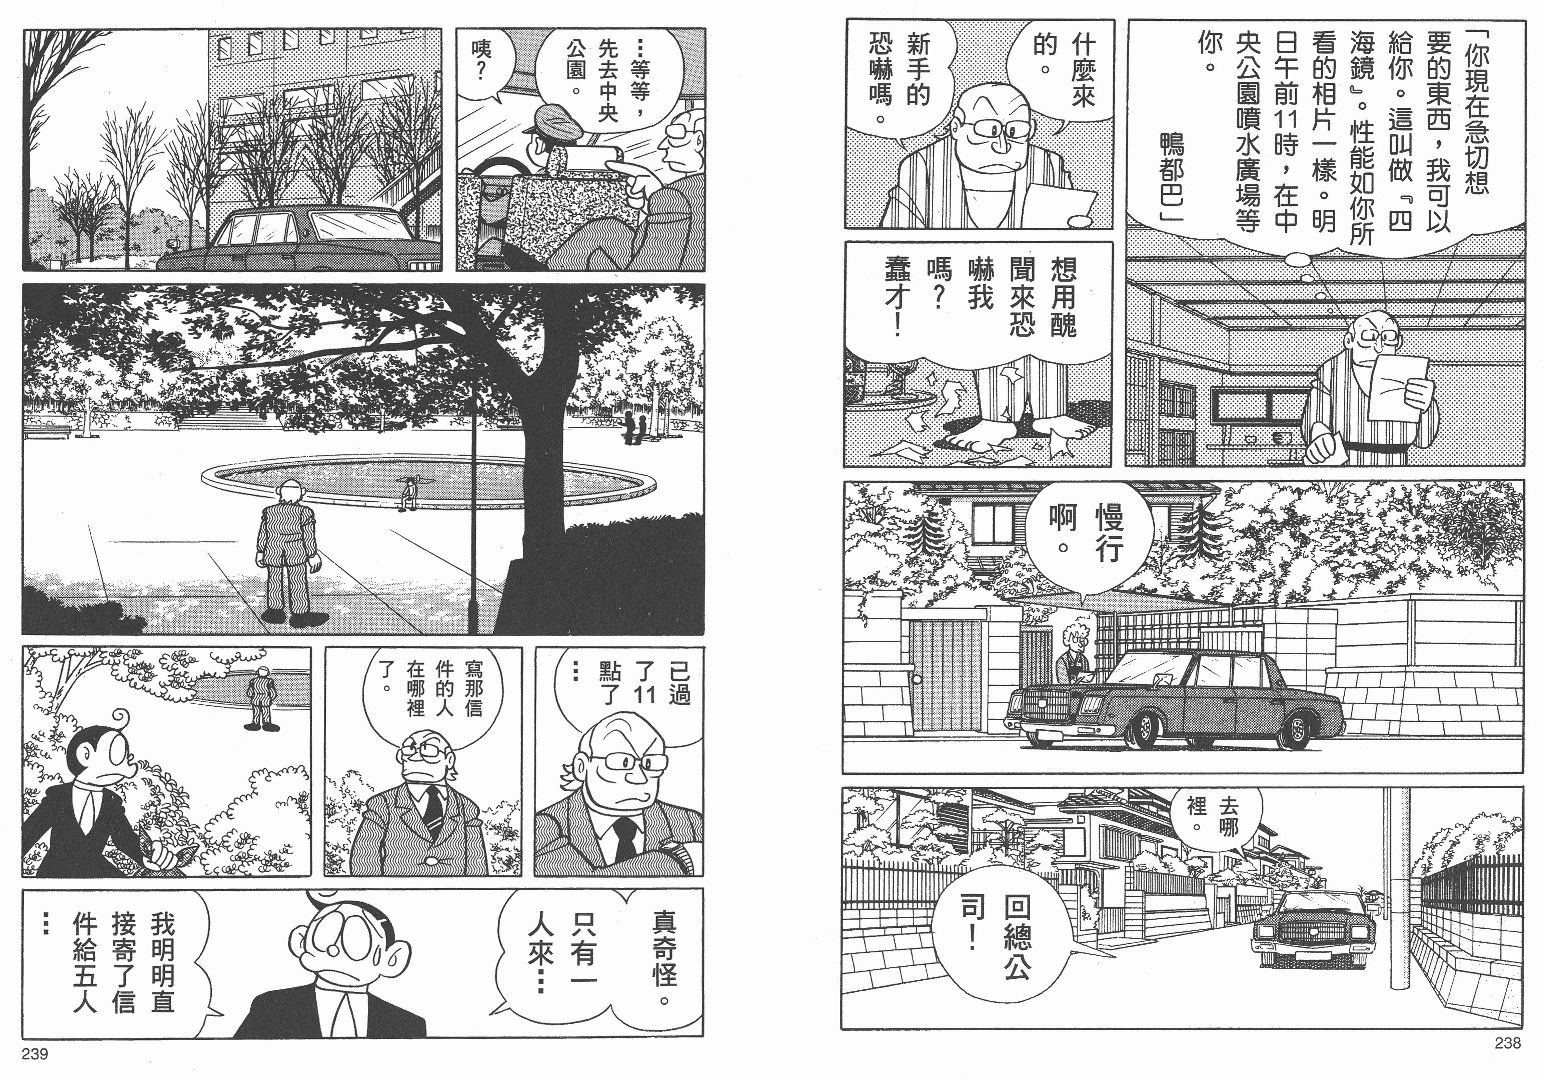 「你現在急切想
要的東西，我可以
給你。這叫做『四
海鏡』。性能如你所
看的相片一樣。明
日午前11時，在中
央公園噴水廣場等
你。
鴨都巴」
什麼來
的。
新手的
恐嚇嗎。
想用醜
聞來恐
嚇我
嗎？
蠢才！
慢行
啊。
去哪
裡。
回總公
司！
238
…等等，
先去中央
公園。
咦？
已過
了11
點了
…
寫那信
件的人
在哪裡
了。
真奇怪。
只有一
人來…
我明明直
接寄了信
件給五人
…
239